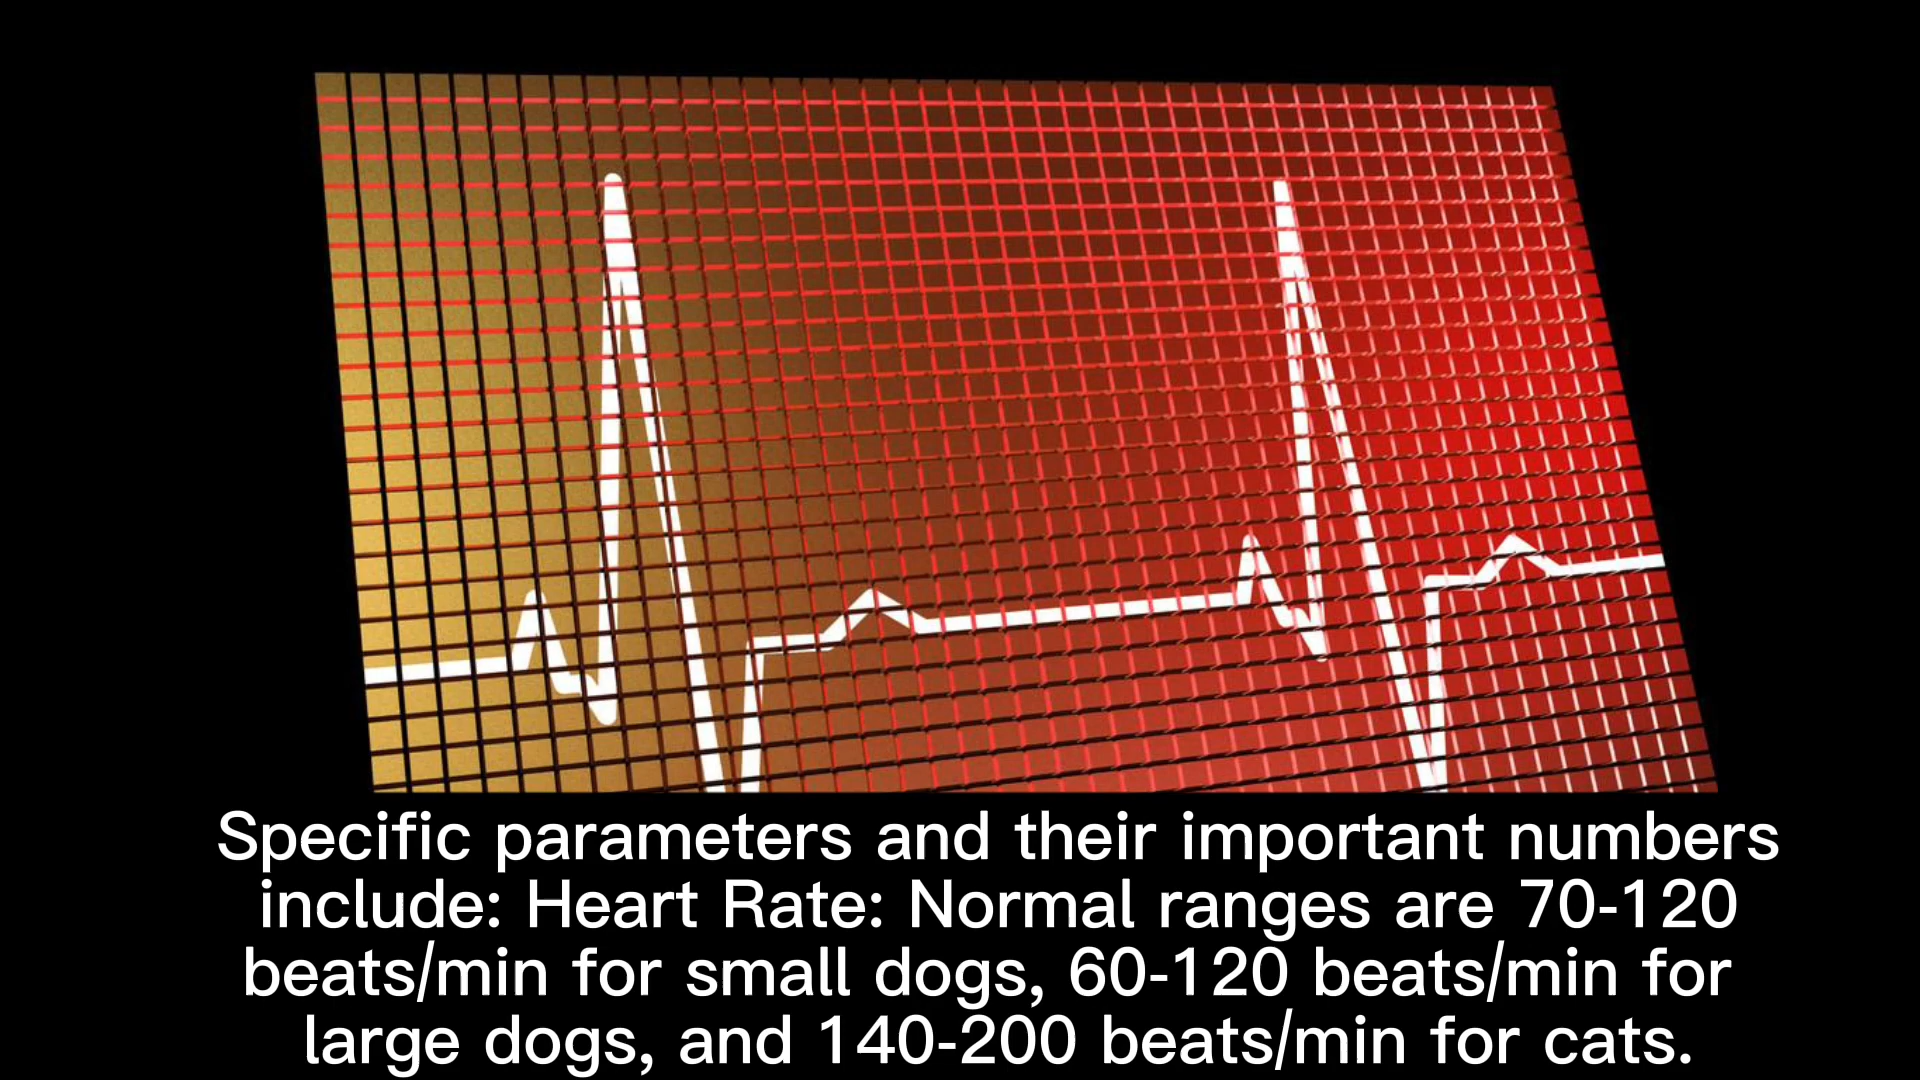 Specific parameters and their important numbers
include: Heart Rate: Normal ranges are 70-120
beats/min for small dogs, 60-120 beats/min for
large dogs, and 140-200 beats/min for cats.